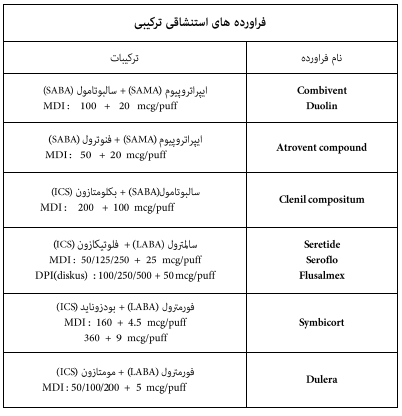 فراورده های استنشاقی ترکیبی
نام فراورده
ترکیبات
Combivent
Duolin
ایپراتروپیوم (SAMA) + سالبوتامول (SABA)
MDI : 100 + 20 mcg/puff
Atrovent compound
ایپراتروپیوم (SAMA) + فنوترول (SABA)
MDI : 50 + 20 mcg/puff
Clenil compositum
سالبوتامول(SABA) + بکلومتازون (ICS)
MDI : 200 + 100 mcg/puff
Seretide
Seroflo
Flusalmex
سالمترول (LABA) + فلوتیکازون (ICS)
MDI : 50/125/250 + 25 mcg/puff
DPI(diskus) : 100/250/500 + 50 mcg/puff
Symbicort
فورمترول (LABA) + بودزوناید (ICS)
MDI : 160 + 4.5 mcg/puff
360 + 9 mcg/puff
Dulera
فورمترول (LABA) + مومتازون (ICS)
MDI : 50/100/200 + 5 mcg/puff